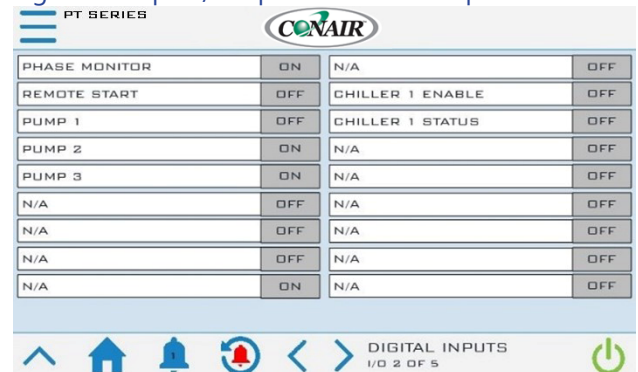 PT SERIES
CONAIR
PHASE MONITOR ON N/A OFF
REMOTE START OFF CHILLER 1 ENABLE OFF
PUMP 1 OFF CHILLER 1 STATUS OFF
PUMP 2 ON N/A OFF
PUMP 3 ON N/A OFF
N/A OFF N/A OFF
N/A OFF N/A OFF
N/A OFF N/A OFF
N/A ON N/A OFF
1
DIGITAL INPUTS
I/O 2 OF 5